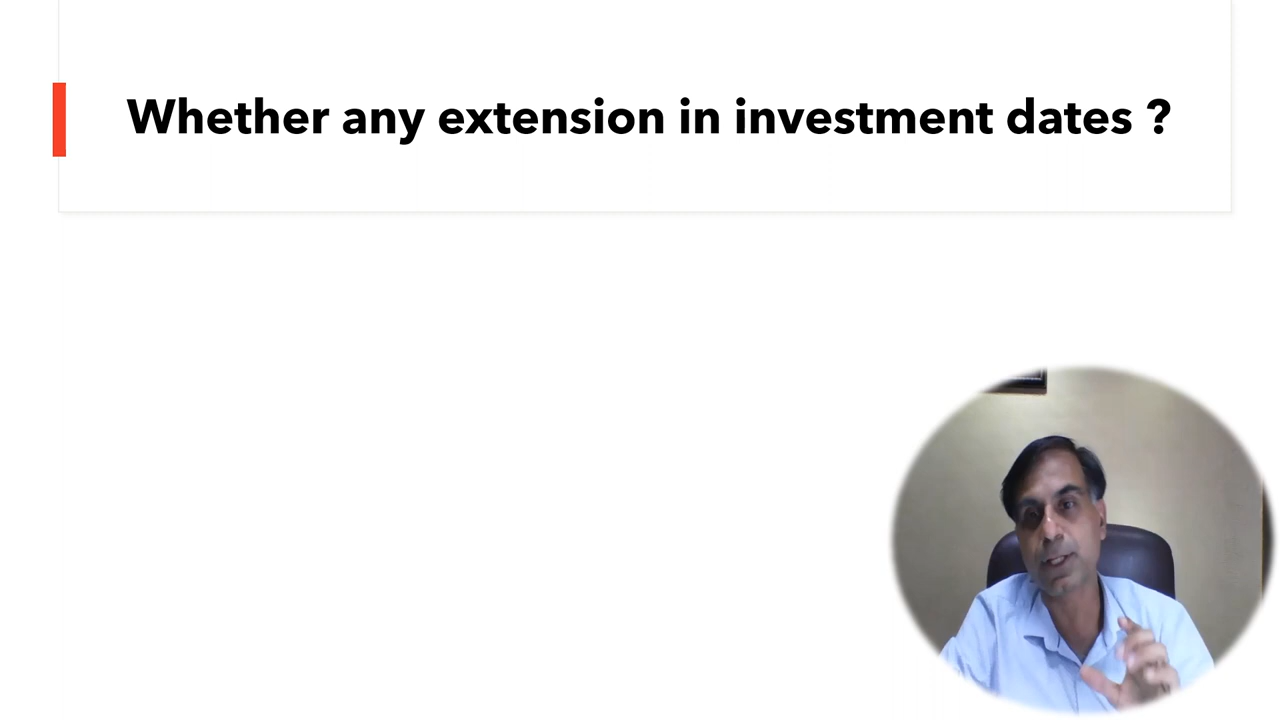 Whether any extension in investment dates ?